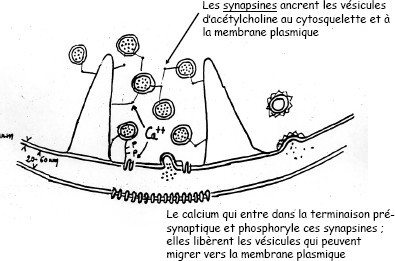 Les synapsines ancrent les vésicules
d'acétylcholine au cytosquelette et à
la membrane plasmique
Ca++
P
P
20-60nm
Le calcium qui entre dans la terminaison pré-
synaptique et phosphoryle ces synapsines ;
elles libèrent les vésicules qui peuvent
migrer vers la membrane plasmique